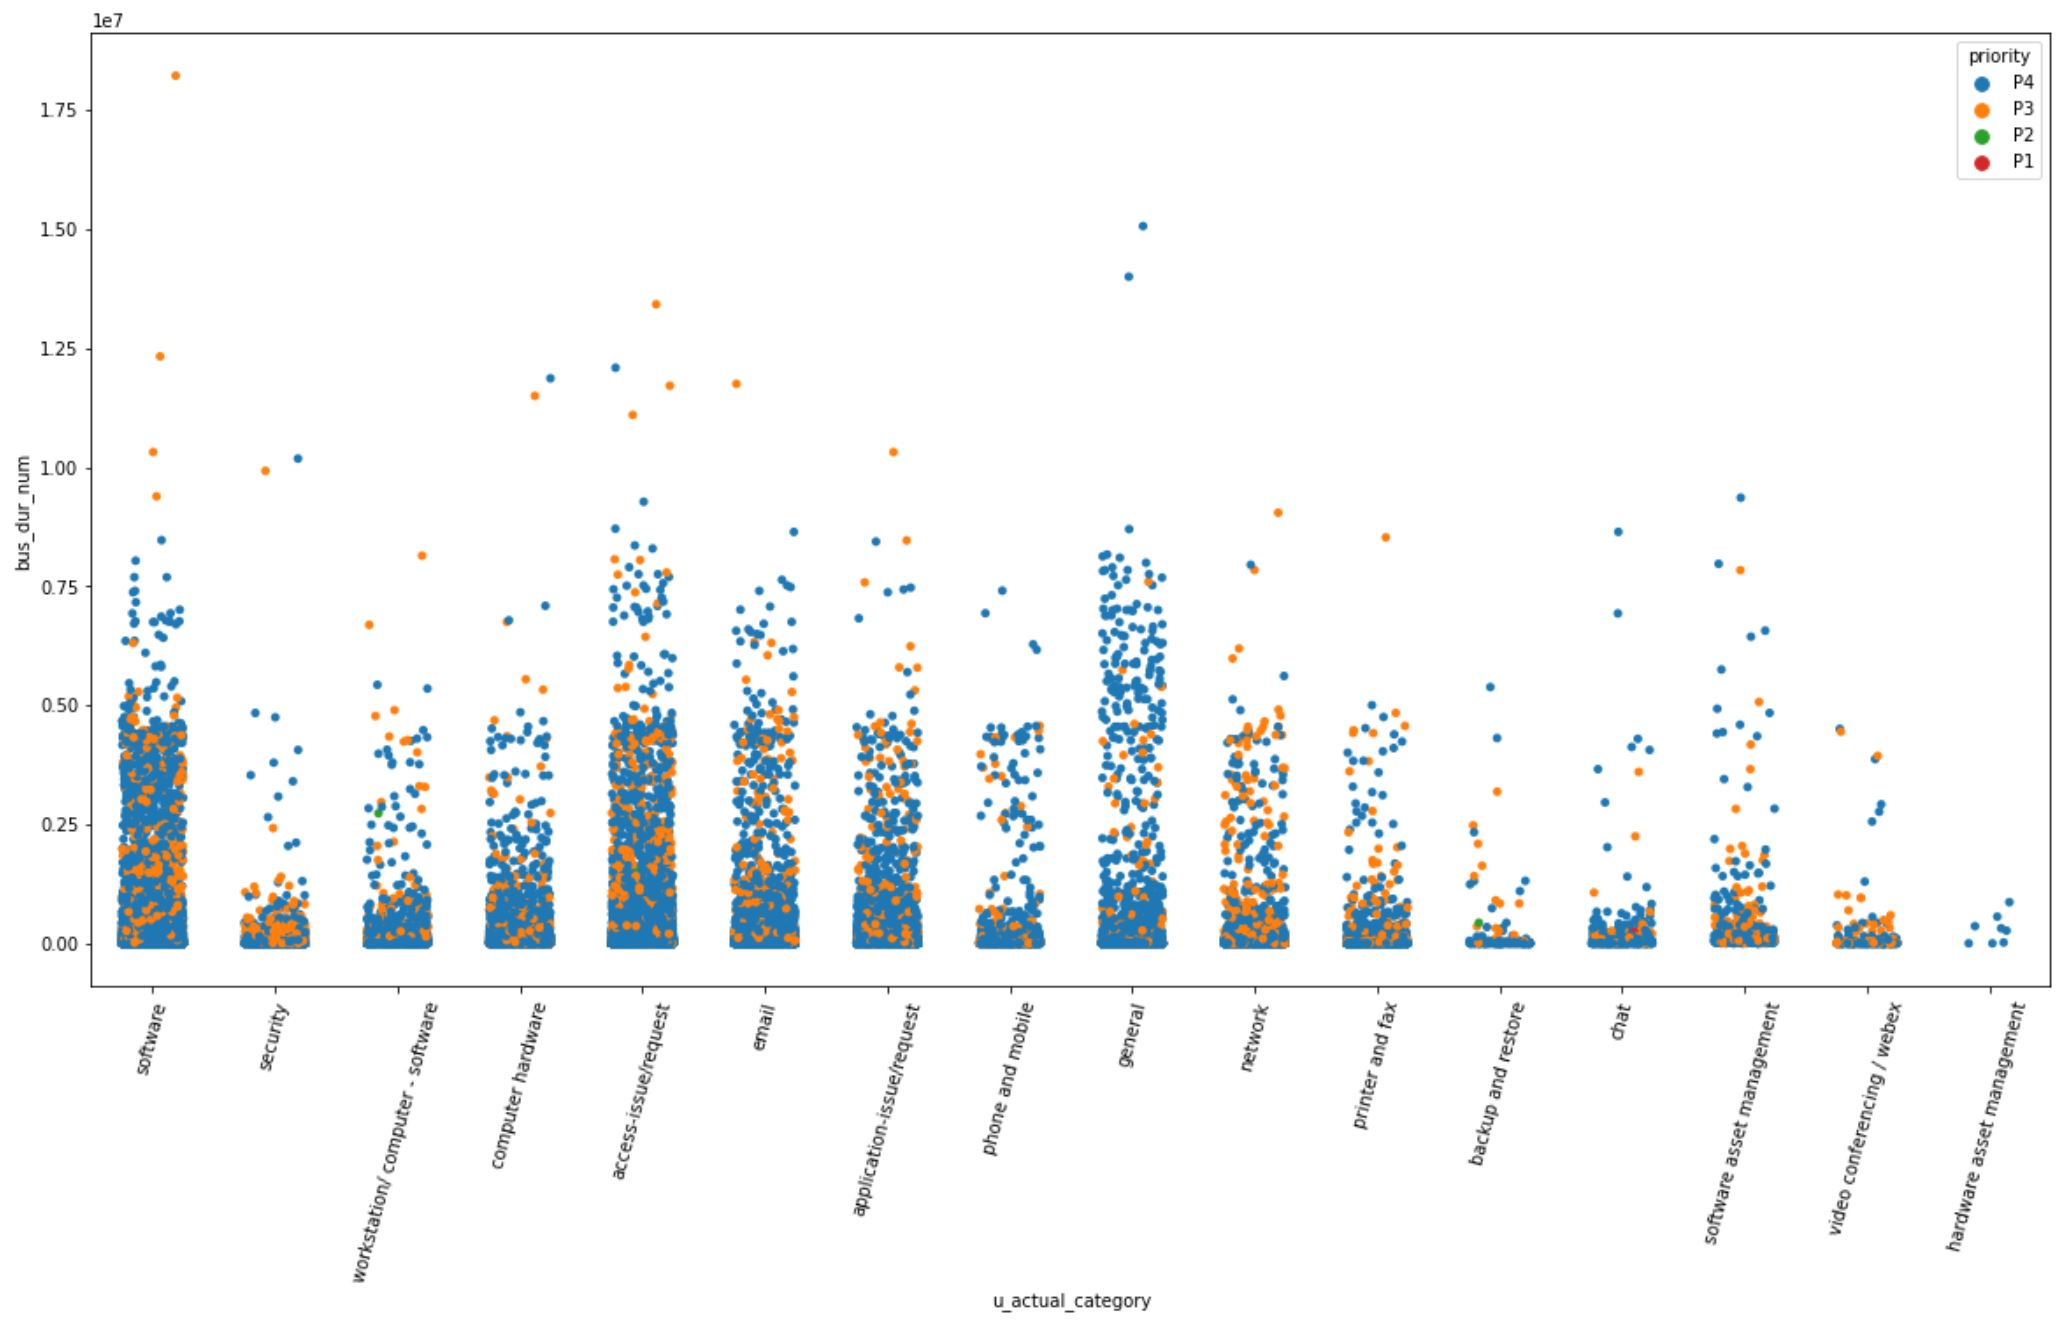 1e7
priority
P4
P3
P2
P1
1.75
1.50
1.25
1.00
0.75
0.50
0.25
0.00
bus_dur_num
software
security
workstation/ computer - software
computer hardware
access-issue/request
email
application-issue/request
phone and mobile
general
network
printer and fax
backup and restore
chat
software asset management
video conferencing / webex
hardware asset management
u_actual_category